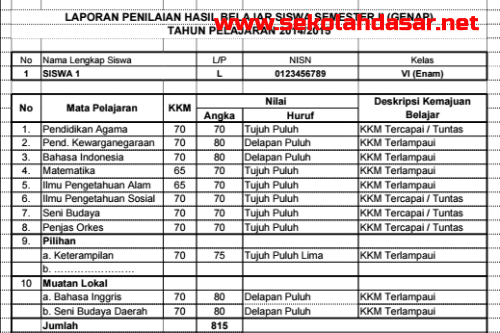 LAPORAN PENILAIAN HASIL BELAJAR SISWA SEMESTER II (GENAP)
www.sekolahdasar.net
TAHUN PELAJARAN 2014/2015
No Nama Lengkap Siswa L/P NISN Kelas
1 SISWA 1 L 0123456789 VI (Enam)
No Mata Pelajaran KKM Nilai Deskripsi Kemajuan Belajar
Angka Huruf
1. Pendidikan Agama 70 70 Tujuh Puluh KKM Tercapai / Tuntas
2. Pend. Kewarganegaraan 70 80 Delapan Puluh KKM Terlampaui
3. Bahasa Indonesia 70 80 Delapan Puluh KKM Terlampaui
4. Matematika 65 70 Tujuh Puluh KKM Terlampaui
5. Ilmu Pengetahuan Alam 65 70 Tujuh Puluh KKM Terlampaui
6. Ilmu Pengetahuan Sosial 70 70 Tujuh Puluh KKM Tercapai / Tuntas
7. Seni Budaya 70 70 Tujuh Puluh KKM Tercapai / Tuntas
8. Penjas Orkes 70 70 Tujuh Puluh KKM Tercapai / Tuntas
9. Pilihan
a. Keterampilan 70 75 Tujuh Puluh Lima KKM Terlampaui
b. ……………………
10 Muatan Lokal
a. Bahasa Inggris 70 80 Delapan Puluh KKM Terlampaui
b. Seni Budaya Daerah 70 80 Delapan Puluh KKM Terlampaui
Jumlah 815